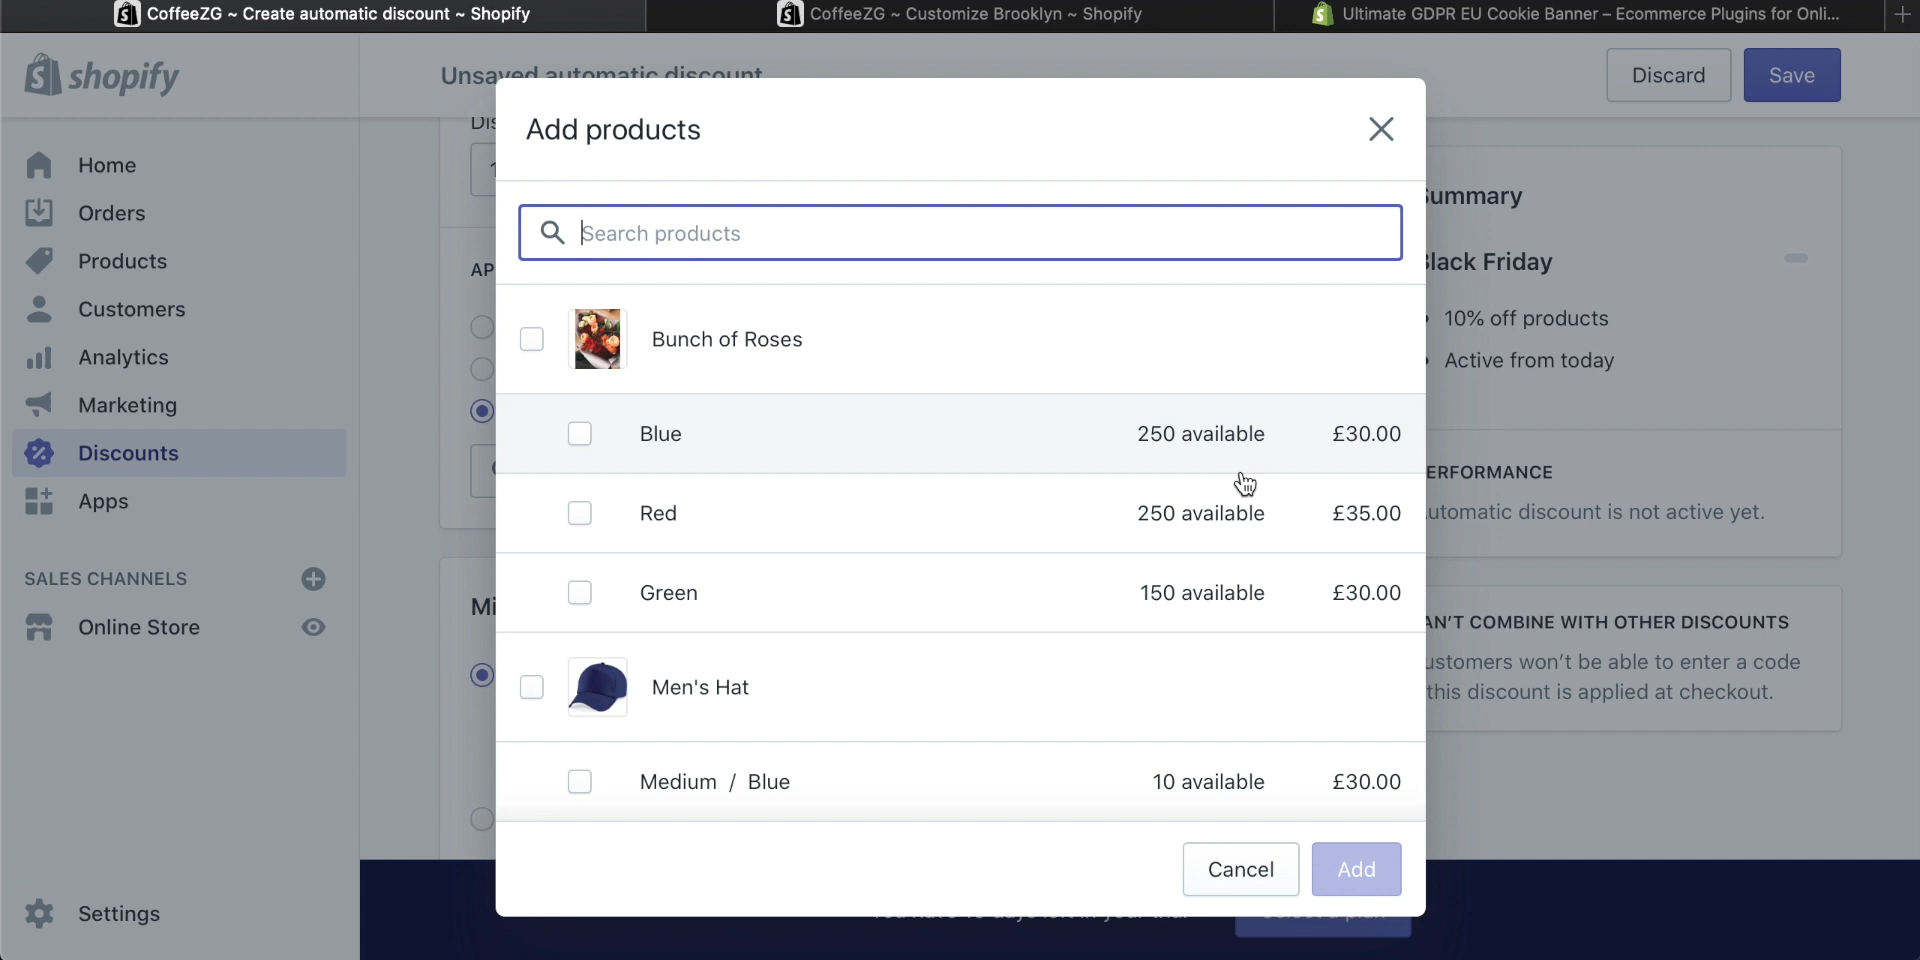 CoffeeZG ~ Create automatic discount ~ Shopify
CoffeeZG ~ Customize Brooklyn ~ Shopify
Ultimate GDPR EU Cookie Banner – Ecommerce Plugins for Onli...
shopify
Unsaved automatic discount
Discard
Save
Home
Orders
Products
Customers
Analytics
Marketing
Discounts
Apps
SALES CHANNELS
Online Store
Settings
Add products
Search products
Bunch of Roses
Blue 250 available £30.00
Red 250 available £35.00
Green 150 available £30.00
Men's Hat
Medium / Blue 10 available £30.00
Cancel
Add
ummary
lack Friday
10% off products
Active from today
ERFORMANCE
utomatic discount is not active yet.
AN'T COMBINE WITH OTHER DISCOUNTS
ustomers won't be able to enter a code
this discount is applied at checkout.